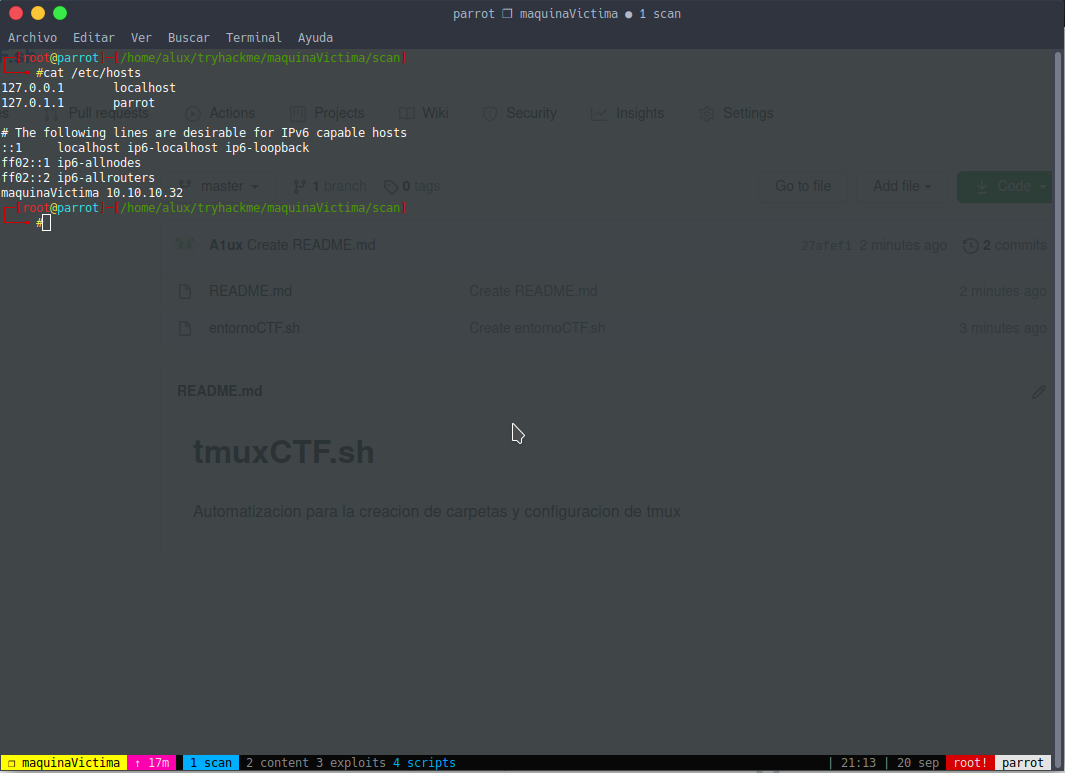 parrot ❐ maquinaVictima ● 1 scan
Archivo Editar Ver Buscar Terminal Ayuda
[root@parrot]─[/home/alux/tryhackme/maquinaVictima/scan]
#cat /etc/hosts
127.0.0.1 localhost
127.0.1.1 parrot
Pull requests Actions Projects Wiki Security Insights Settings
# The following lines are desirable for IPv6 capable hosts
::1 localhost ip6-localhost ip6-loopback
ff02::1 ip6-allnodes
ff02::2 ip6-allrouters
master 1 branch 0 tags Go to file Add file Code
maquinaVictima 10.10.10.32
[root@parrot]─[/home/alux/tryhackme/maquinaVictima/scan]
#
A1ux Create README.md 2 minutes ago 2 commits
README.md Create README.md 2 minutes ago
entornoCTF.sh Create entornoCTF.sh 3 minutes ago
README.md
tmuxCTF.sh
Automatizacion para la creacion de carpetas y configuracion de tmux
❐ maquinaVictima ↑ 17m 1 scan 2 content 3 exploits 4 scripts | 21:13 | 20 sep root! parrot